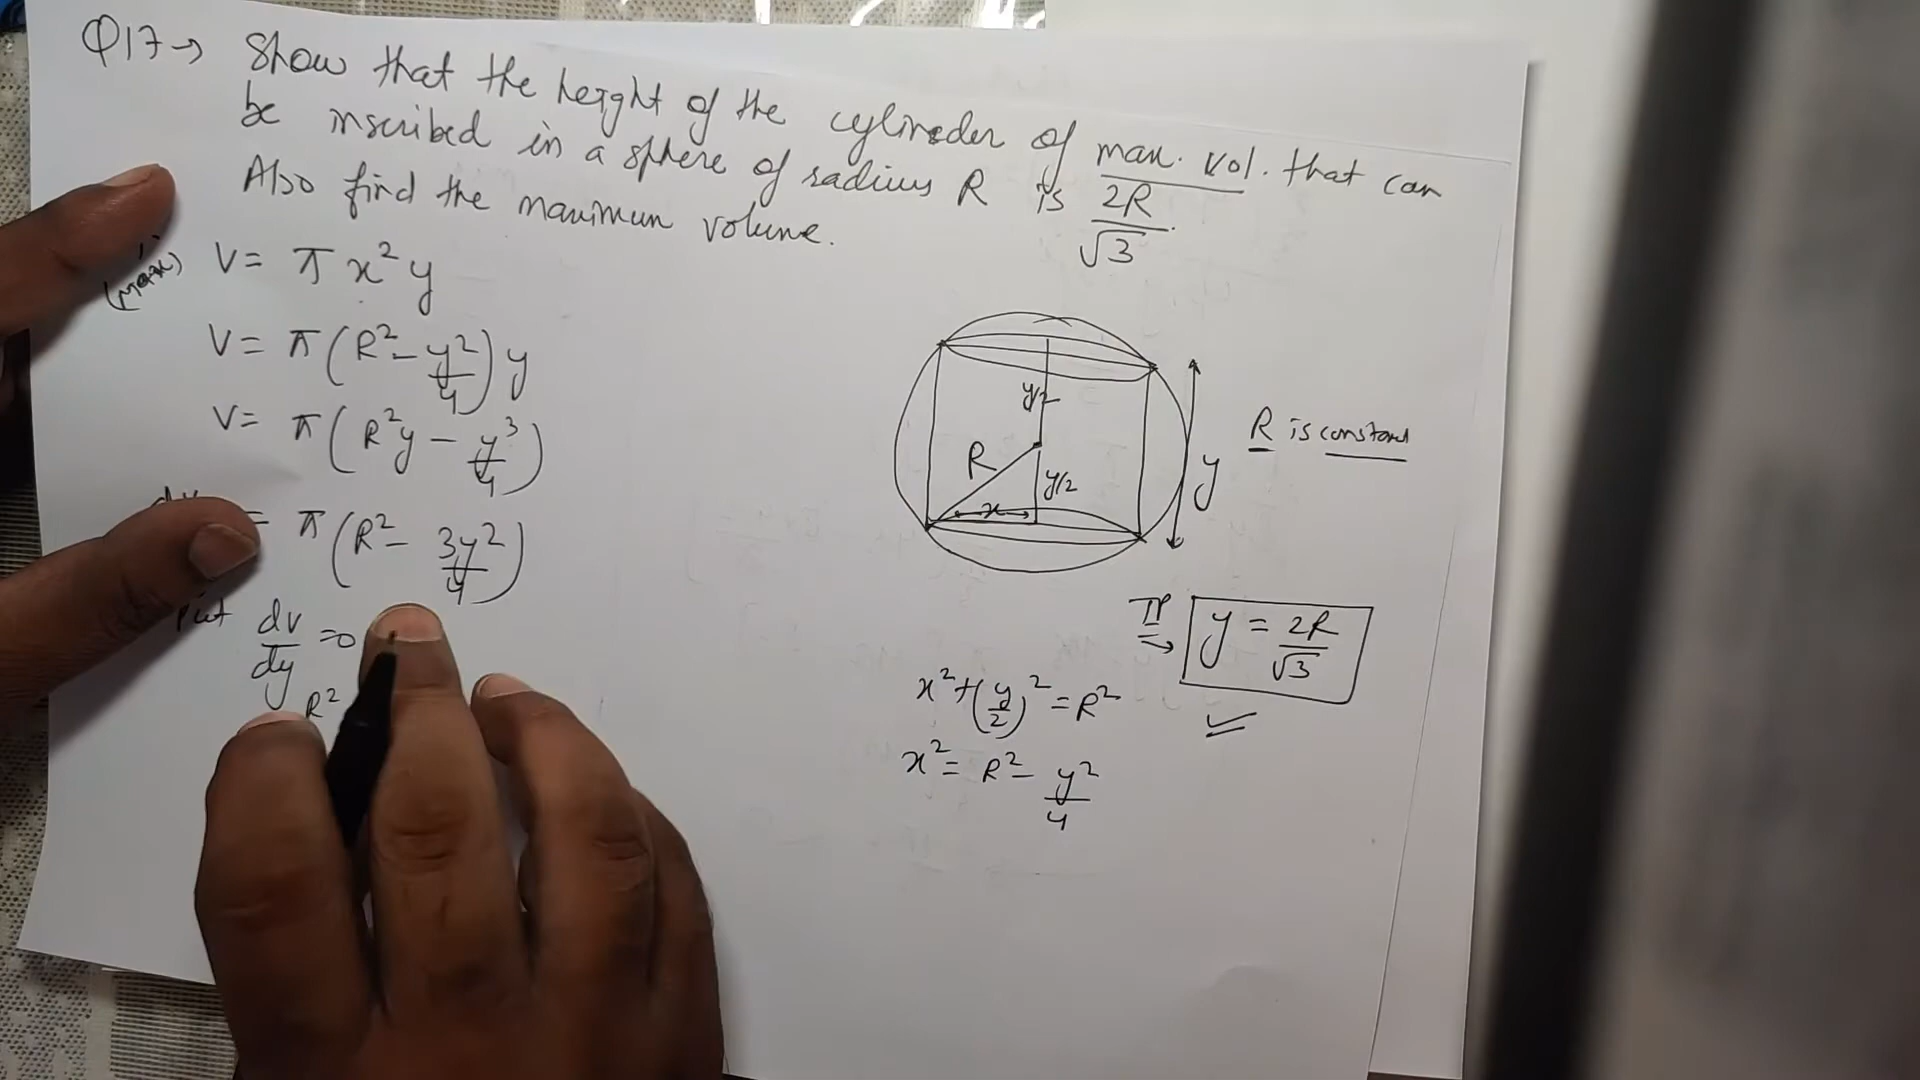 Q17→ Show that the height of the cylinder of max. vol. that can
be inscribed in a sphere of radius R is 2R/√3.
Also find the maximum volume.
(max) V = π x² y
V = π(R² - y²/4) y
V = π(R²y - y³/4)
= π(R² - 3y²/4)
Put dv/dy = 0
R²
y/2
R
y/2
x
y
R is constant
TP → y = 2R/√3
x² + (y/2)² = R²
x² = R² - y²/4